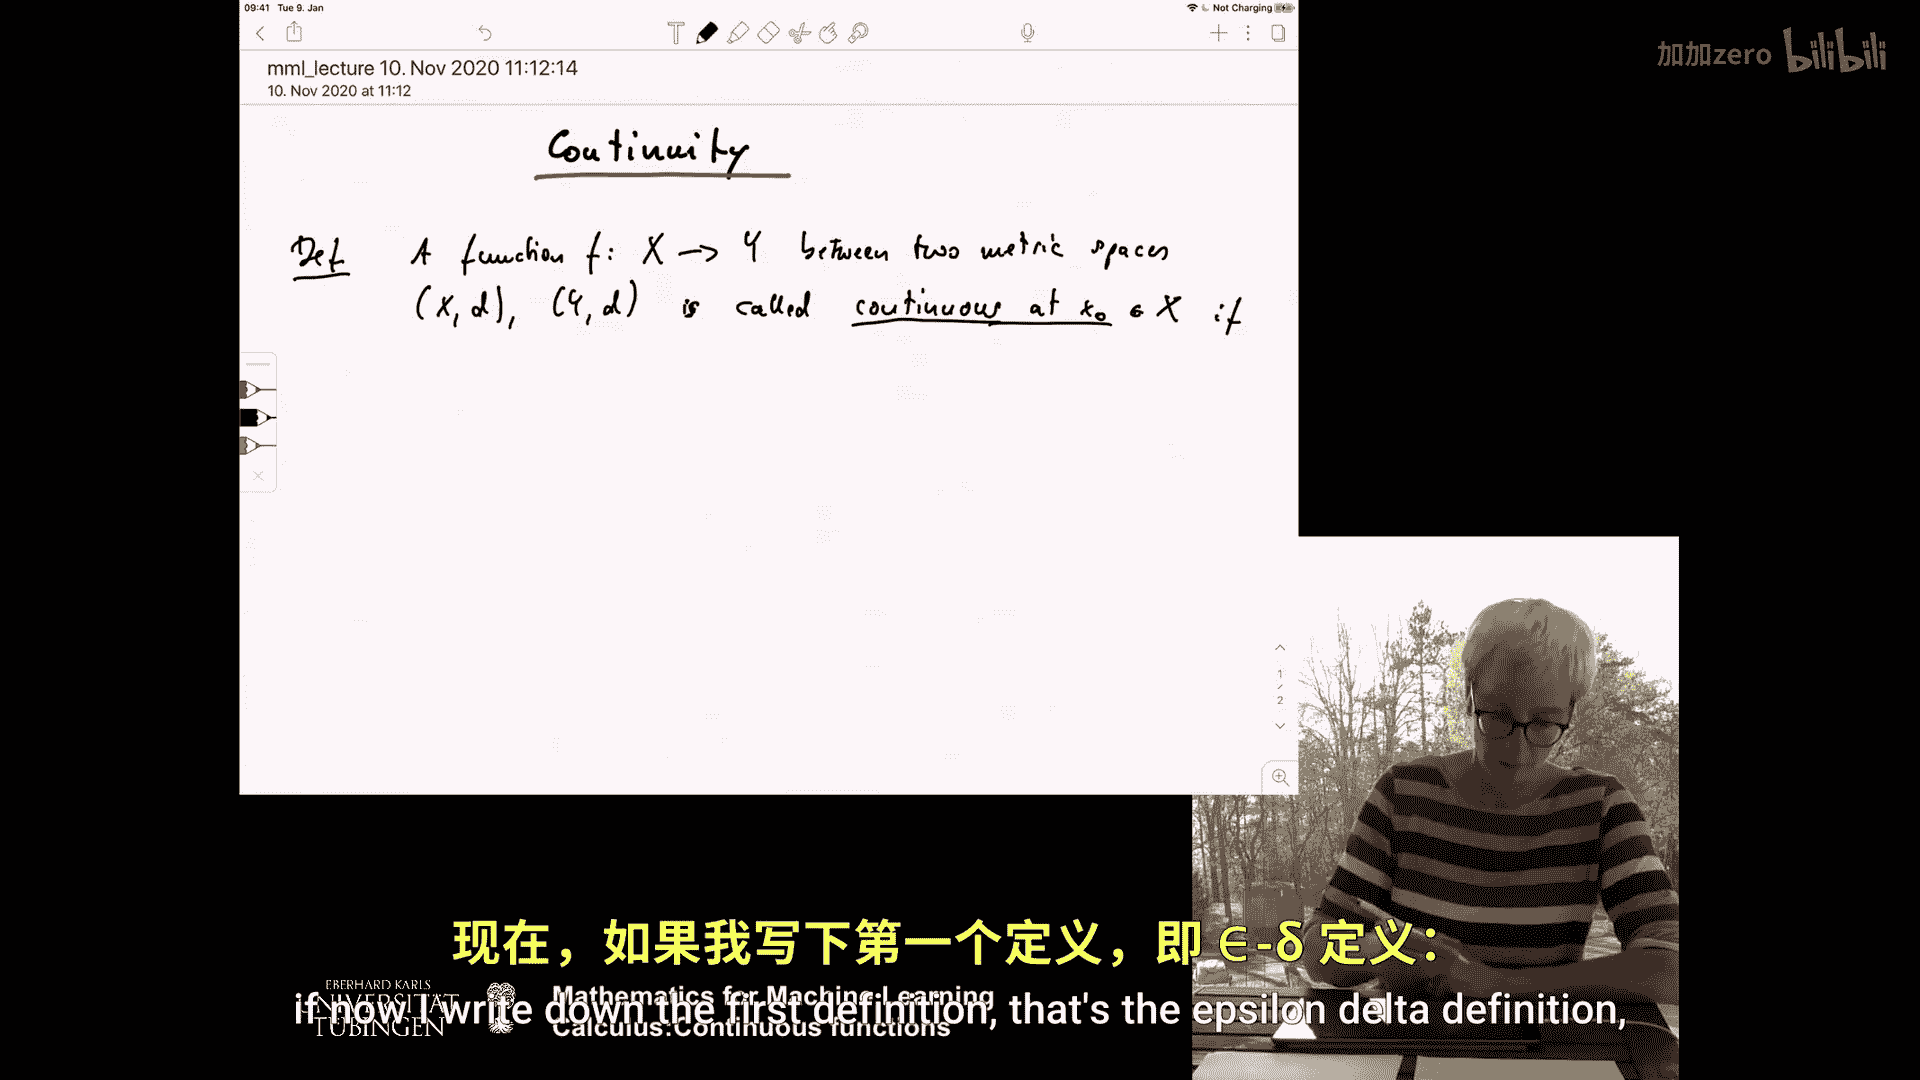 09:41 Tue 9. Jan
Not Charging
加加zero bilibili
T
mml_lecture 10. Nov 2020 11:12:14
10. Nov 2020 at 11:12
Continuity
Def A function f: X → Y between two metric spaces
(X, d), (Y, d) is called continuous at x₀ ∈ X if
1
/
2
现在，如果我写下第一个定义，即 ∈-δ 定义：
EBERHARD KARLS
UNIVERSITÄT
TÜBINGEN
Mathematics for Machine Learning
Calculus:Continuous functions
if now I write down the first definition, that's the epsilon delta definition,